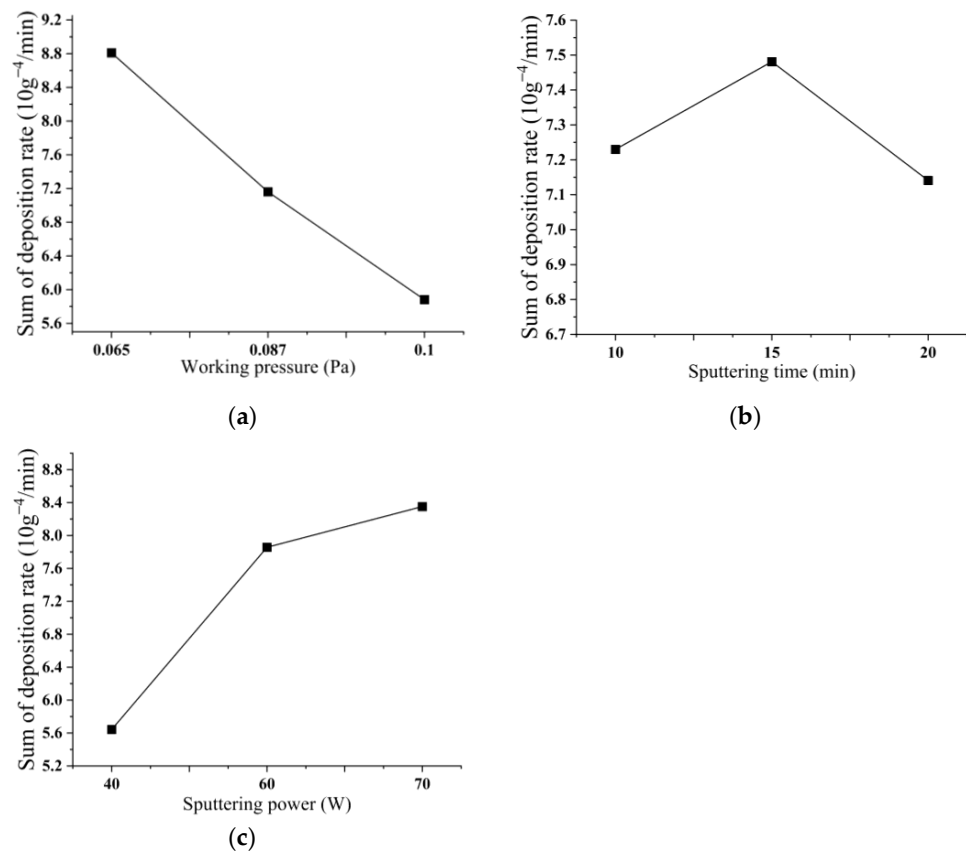 Sum of deposition rate (10g⁻⁴/min)
9.2
8.8
8.4
8.0
7.6
7.2
6.8
6.4
6.0
5.6
0.065 0.087 0.1
Working pressure (Pa)
(a)
Sum of deposition rate (10g⁻⁴/min)
7.6
7.5
7.4
7.3
7.2
7.1
7.0
6.9
6.8
6.7
10 15 20
Sputtering time (min)
(b)
Sum of deposition rate (10g⁻⁴/min)
8.8
8.4
8.0
7.6
7.2
6.8
6.4
6.0
5.6
5.2
40 60 70
Sputtering power (W)
(c)